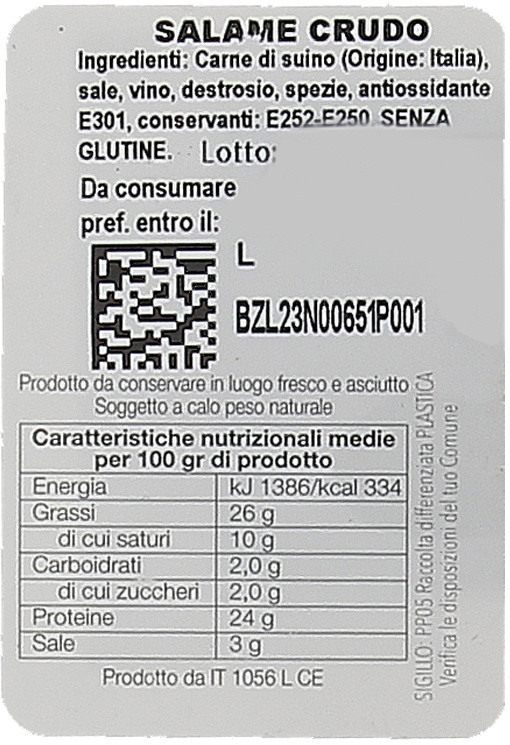 SALAME CRUDO
Ingredienti: Carne di suino (Origine: Italia),
sale, vino, destrosio, spezie, antiossidante
E301, conservanti: E252-E250 SENZA
GLUTINE. Lotto:
Da consumare
pref. entro il:
L
BZL23N00651P001
Prodotto da conservare in luogo fresco e asciutto
Soggetto a calo peso naturale
Caratteristiche nutrizionali medie
per 100 gr di prodotto
Energia kJ 1386/kcal 334
Grassi 26 g
di cui saturi 10 g
Carboidrati 2,0 g
di cui zuccheri 2,0 g
Proteine 24 g
Sale 3 g
Prodotto da IT 1056 L CE
SIGILLO: PP05 Raccolta differenziata PLASTICA
Verifica le disposizioni del tuo Comune